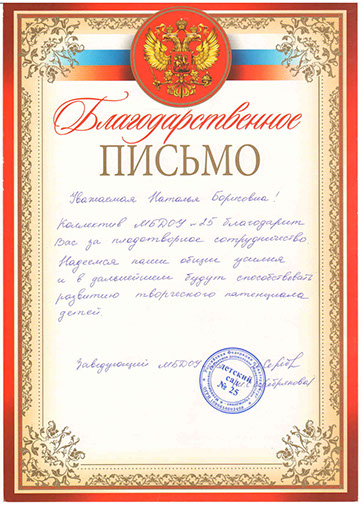 Благодарственное
ПИСЬМО
Уважаемая Наталья Борисовна!
Коллектив МБДОУ №25 благодарит
Вас за плодотворное сотрудничество
Надеемся наши общие усилия
и в дальнейшем будут способствовать
развитию творческого потенциала
детей.
Заведующий МБДОУ
Детский
сад
№ 25